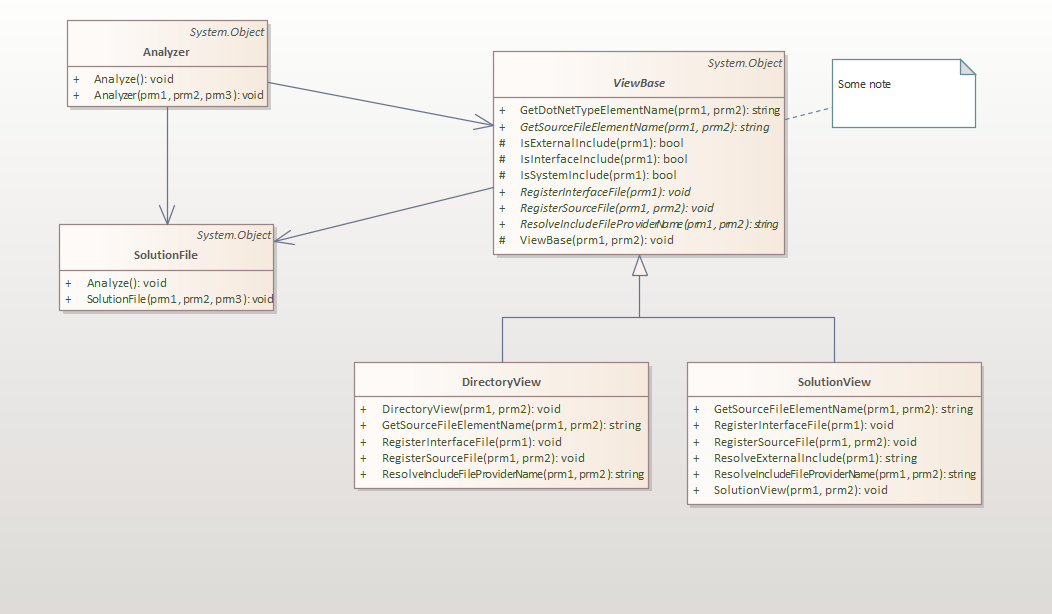 System.Object
Analyzer
+ Analyze(): void
+ Analyzer(prm1, prm2, prm3): void
System.Object
ViewBase
+ GetDotNetTypeElementName(prm1, prm2): string
+ GetSourceFileElementName(prm1, prm2): string
# IsExternalInclude(prm1): bool
# IsInterfaceInclude(prm1): bool
# IsSystemInclude(prm1): bool
+ RegisterInterfaceFile(prm1): void
+ RegisterSourceFile(prm1, prm2): void
+ ResolveIncludeFileProviderName(prm1, prm2): string
# ViewBase(prm1, prm2): void
Some note
System.Object
SolutionFile
+ Analyze(): void
+ SolutionFile(prm1, prm2, prm3): void
DirectoryView
+ DirectoryView(prm1, prm2): void
+ GetSourceFileElementName(prm1, prm2): string
+ RegisterInterfaceFile(prm1): void
+ RegisterSourceFile(prm1, prm2): void
+ ResolveIncludeFileProviderName(prm1, prm2): string
SolutionView
+ GetSourceFileElementName(prm1, prm2): string
+ RegisterInterfaceFile(prm1): void
+ RegisterSourceFile(prm1, prm2): void
+ ResolveExternalInclude(prm1): string
+ ResolveIncludeFileProviderName(prm1, prm2): string
+ SolutionView(prm1, prm2): void